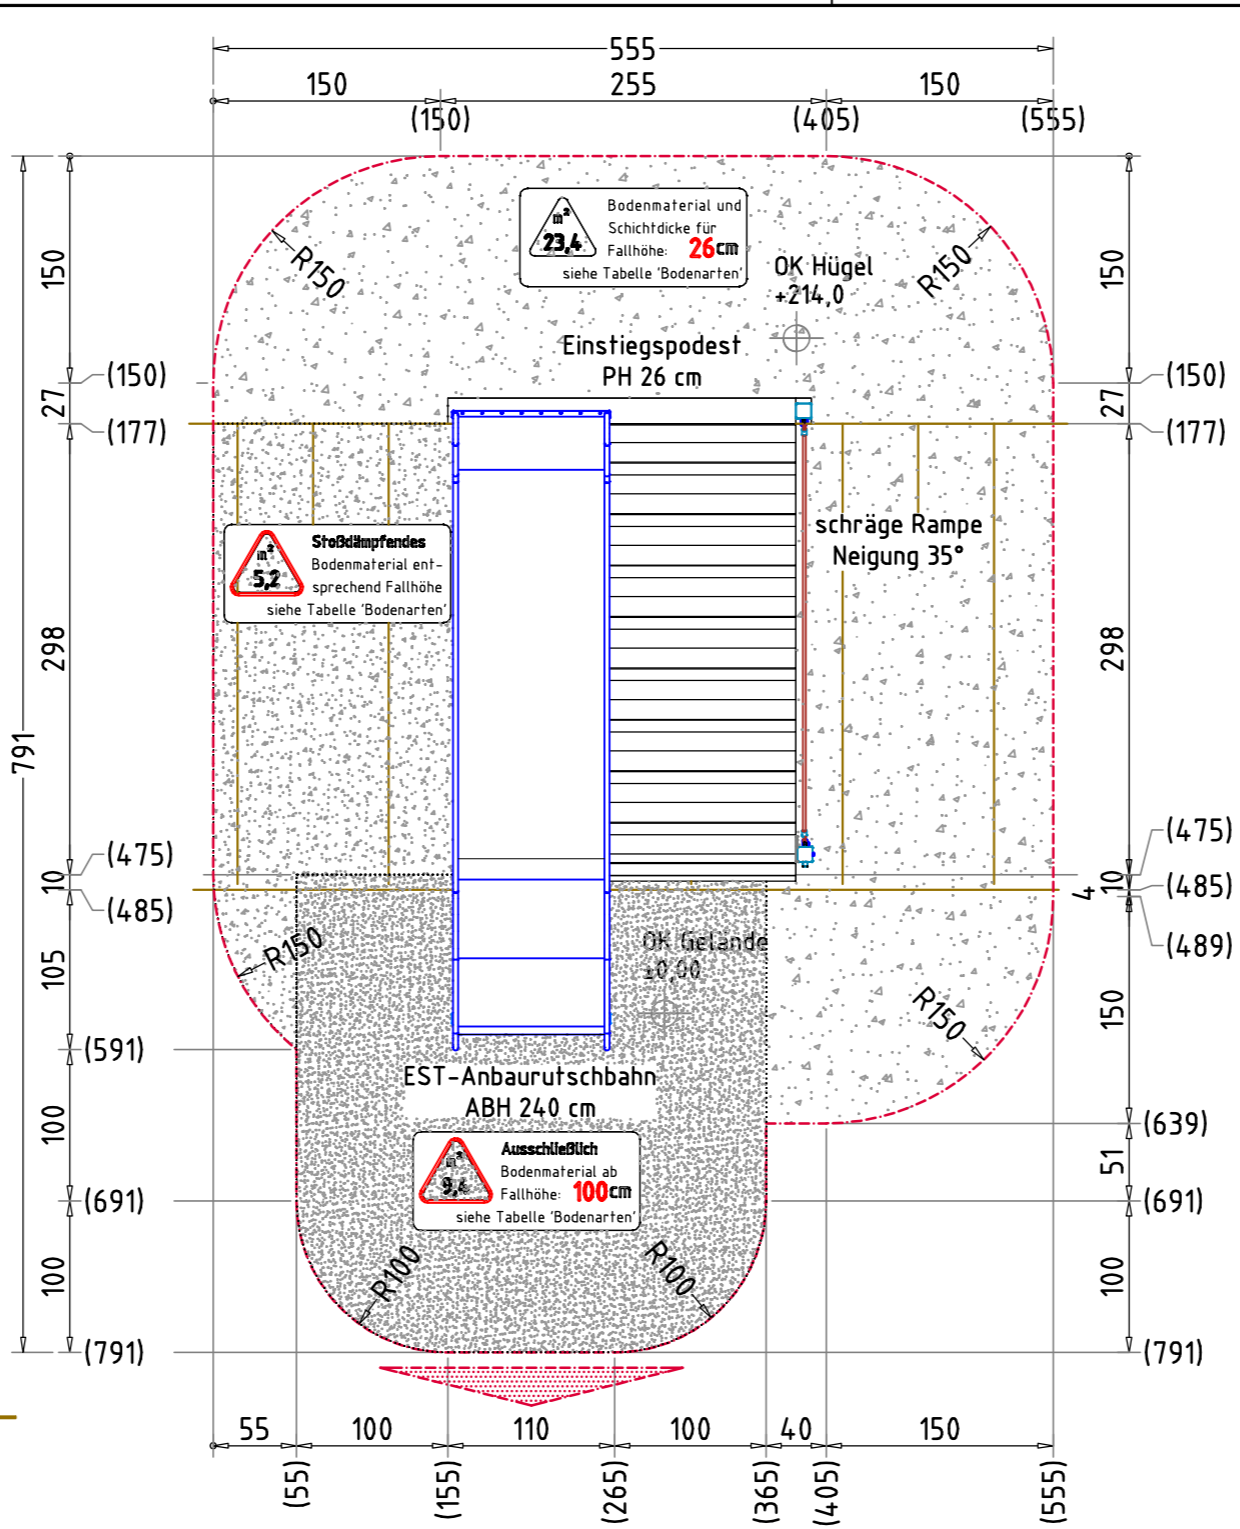 555
150
255
150
(150)
(405)
(555)
791
150
27
298
10
105
100
100
(150)
(177)
(475)
(485)
(591)
(691)
(791)
R150
R150
m²
23,4
Bodenmaterial und
Schichtdicke für
Fallhöhe: 26cm
siehe Tabelle 'Bodenarten'
OK Hügel
+214,0
Einstiegspodest
PH 26 cm
m²
5,2
Stoßdämpfendes
Bodenmaterial ent-
sprechend Fallhöhe
siehe Tabelle 'Bodenarten'
schräge Rampe
Neigung 35°
R150
OK Gelände
±0,00
R150
EST-Anbaurutschbahn
ABH 240 cm
m²
Ausschließlich
Bodenmaterial ab
Fallhöhe: 100cm
siehe Tabelle 'Bodenarten'
R100
R100
150
27
298
10
4
150
51
100
(150)
(177)
(475)
(485)
(489)
(639)
(691)
(791)
55
100
110
100
40
150
(55)
(155)
(265)
(365)
(405)
(555)